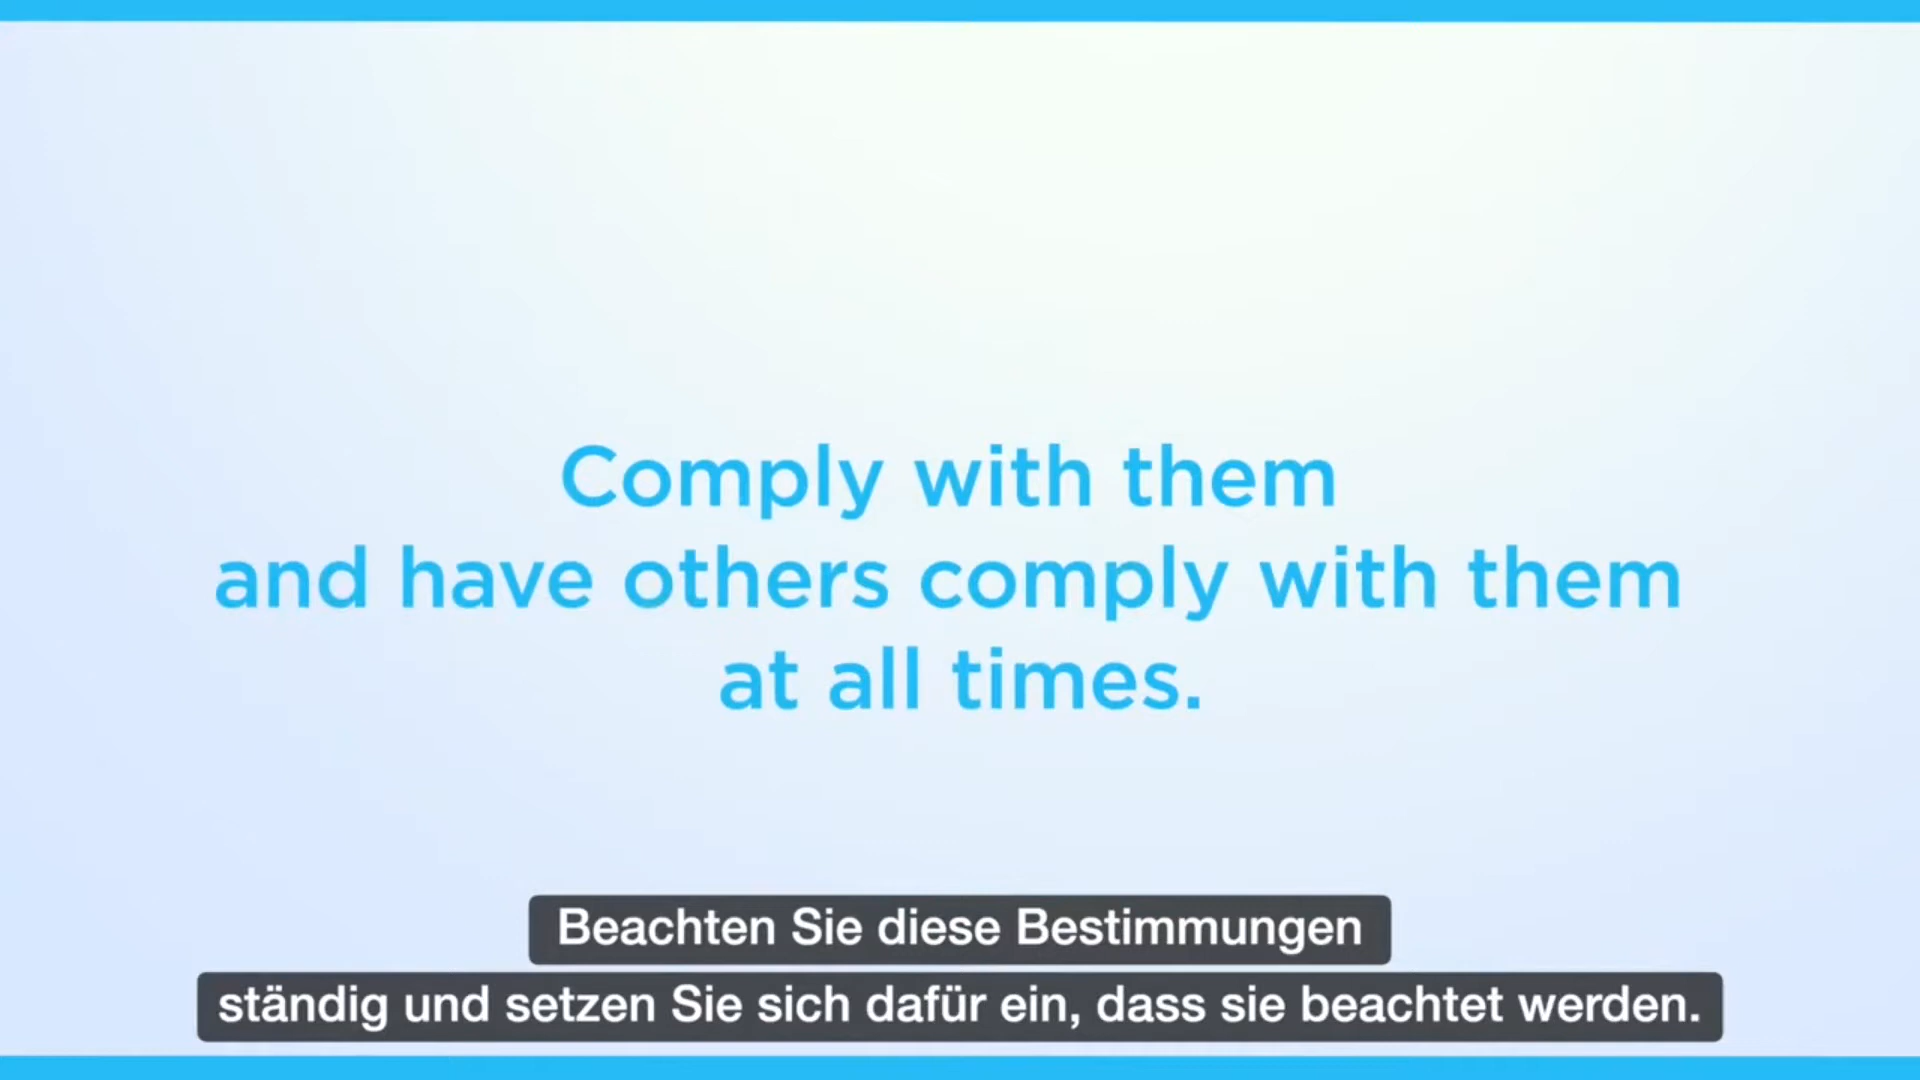 Comply with them
and have others comply with them
at all times.
Beachten Sie diese Bestimmungen
ständig und setzen Sie sich dafür ein, dass sie beachtet werden.